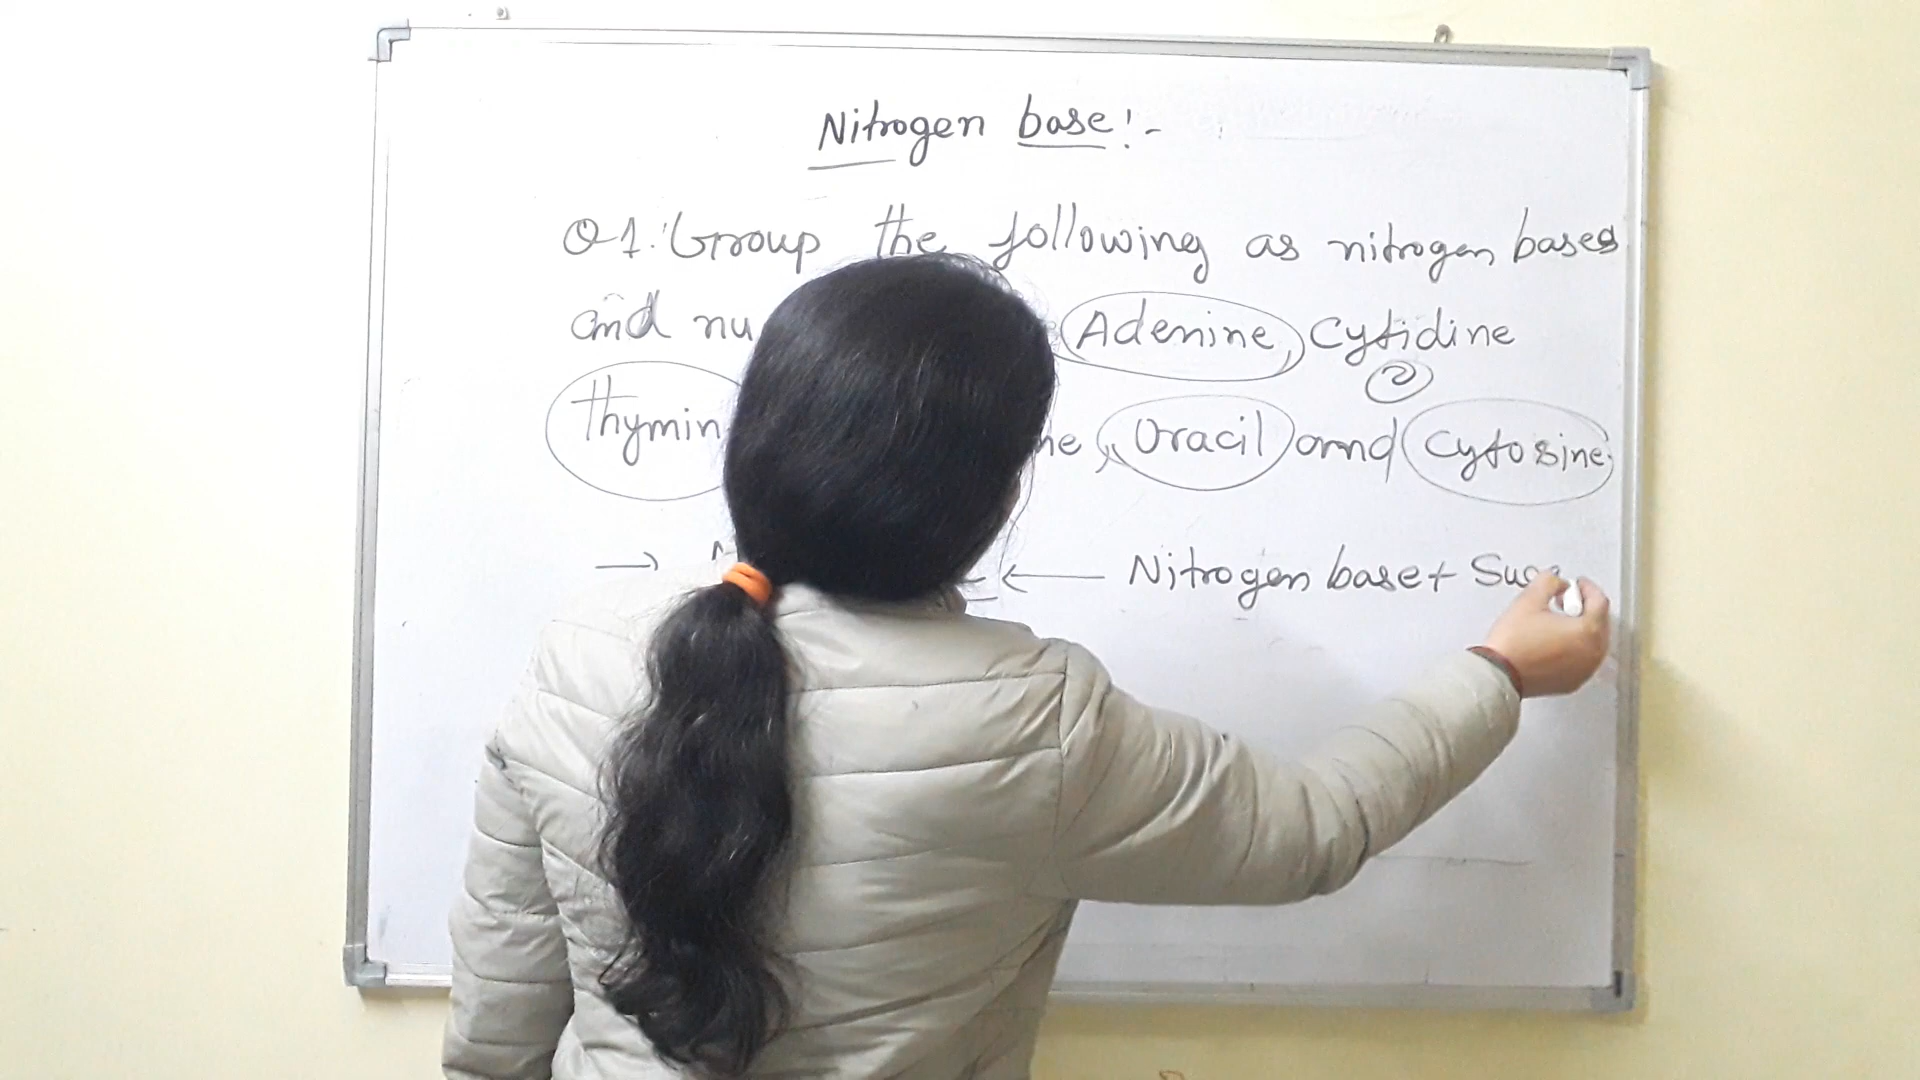 Nitrogen base :-
Q1. Group the following as nitrogen bases
and nu Adenine, Cytidine
2
thymin ne, Uracil and Cytosine.
→ ← Nitrogen base + Sug